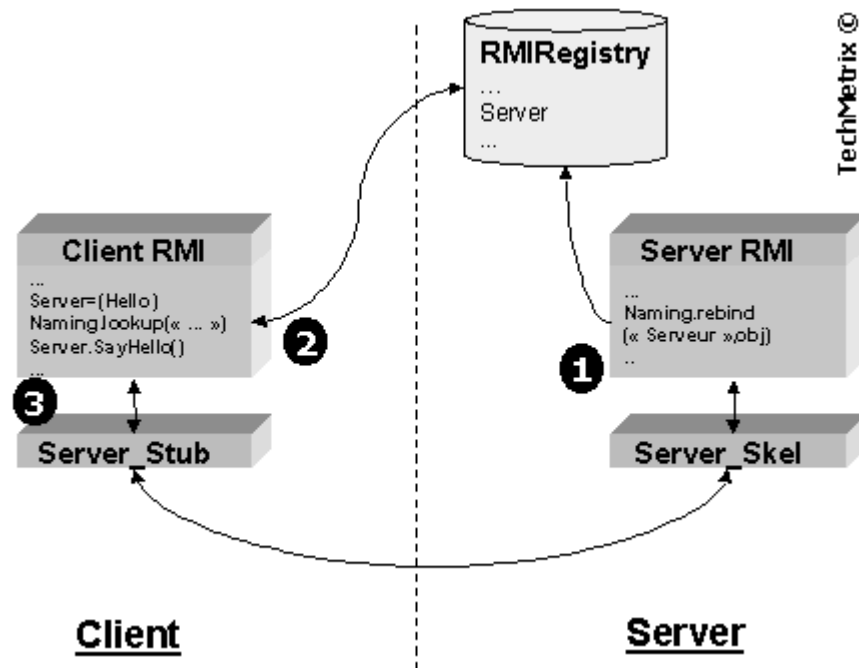 RMIRegistry
...
Server
...
TechMetrix ©
Client RMI
...
Server=(Hello)
Naming.lookup(« ... »)
Server.SayHello()
...
2
3
Server RMI
...
Naming.rebind
(« Serveur »,obj)
..
1
Server_Stub
Server_Skel
Client
Server